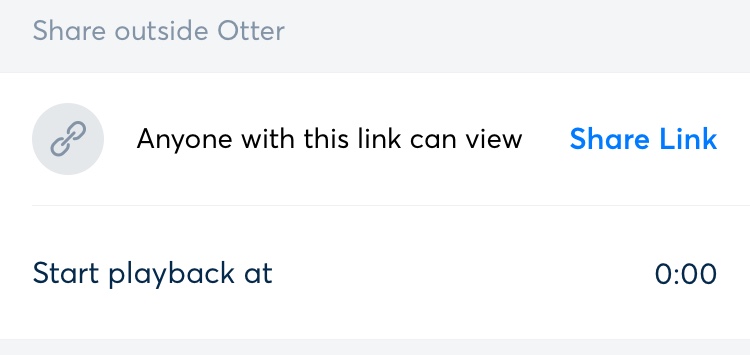 Share outside Otter
Anyone with this link can view Share Link
Start playback at 0:00